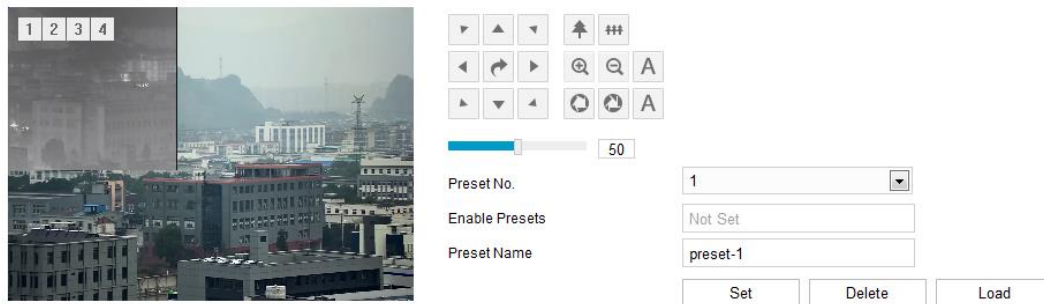 1 2 3 4
A
A
50
Preset No. 1
Enable Presets Not Set
Preset Name preset-1
Set Delete Load